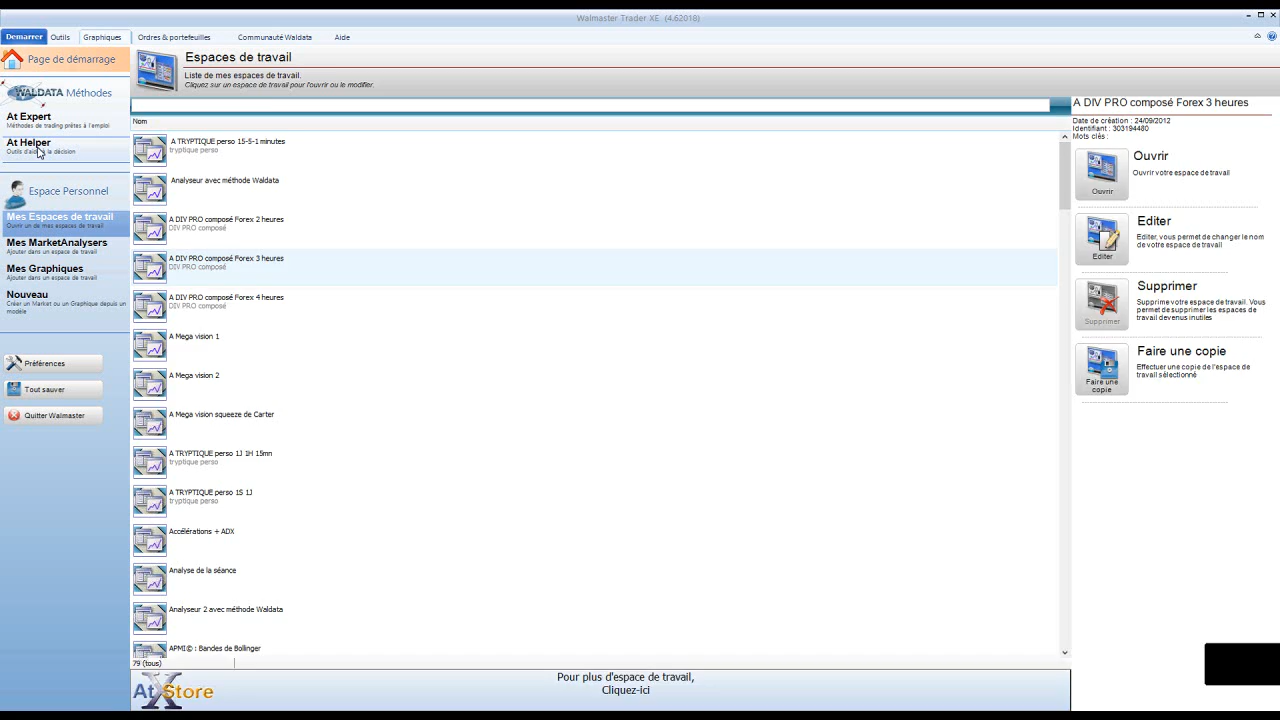 Walmaster Trader XE (4.62018)
Demarrer
Outils
Graphiques
Ordres & portefeuilles
Communauté Waldata
Aide
Page de démarrage
WALDATA Méthodes
At Expert
Méthodes de trading prêtes à l'emploi
At Helper
Outils d'aide à la décision
Espace Personnel
Mes Espaces de travail
Ouvrir un de mes espaces de travail
Mes MarketAnalysers
Ajouter dans un espace de travail
Mes Graphiques
Ajouter dans un espace de travail
Nouveau
Créer un Market ou un Graphique depuis un
modèle
Préférences
Tout sauver
Quitter Walmaster
Espaces de travail
Liste de mes espaces de travail.
Cliquez sur un espace de travail pour l'ouvrir ou le modifier.
Nom
A TRYPTIQUE perso 15-5-1 minutes
tryptique perso
Analyseur avec méthode Waldata
A DIV PRO composé Forex 2 heures
DIV PRO composé
A DIV PRO composé Forex 3 heures
DIV PRO composé
A DIV PRO composé Forex 4 heures
DIV PRO composé
A Mega vision 1
A Mega vision 2
A Mega vision squeeze de Carter
A TRYPTIQUE perso 1J 1H 15mn
tryptique perso
A TRYPTIQUE perso 1S 1J
tryptique perso
Accélérations + ADX
Analyse de la séance
Analyseur 2 avec méthode Waldata
APMI© : Bandes de Bollinger
79 (tous)
At X Store
Pour plus d'espace de travail,
Cliquez-ici
A DIV PRO composé Forex 3 heures
Date de création : 24/09/2012
Identifiant : 303194480
Mots clés :
Ouvrir
Ouvrir
Ouvrir votre espace de travail
Editer
Editer
Editer, vous permet de changer le nom
de votre espace de travail
Supprimer
Supprimer
Supprime votre espace de travail. Vous
permet de supprimer les espaces de
travail devenus inutiles
Faire une
copie
Faire une copie
Effectuer une copie de l'espace de
travail sélectionné